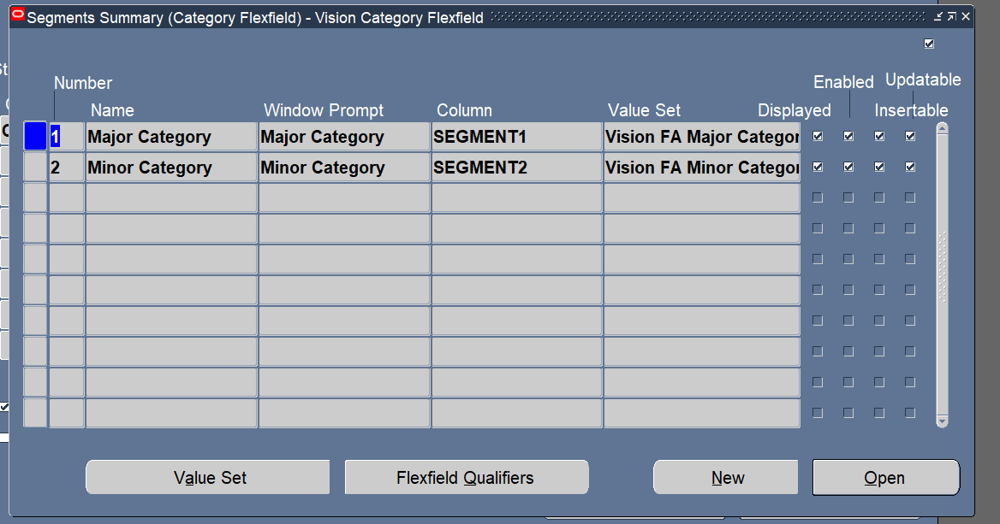 Segments Summary (Category Flexfield) - Vision Category Flexfield
Number
Enabled Updatable
Name Window Prompt Column Value Set Displayed Insertable
1 Major Category Major Category SEGMENT1 Vision FA Major Categor
2 Minor Category Minor Category SEGMENT2 Vision FA Minor Categor
Value Set Flexfield Qualifiers New Open